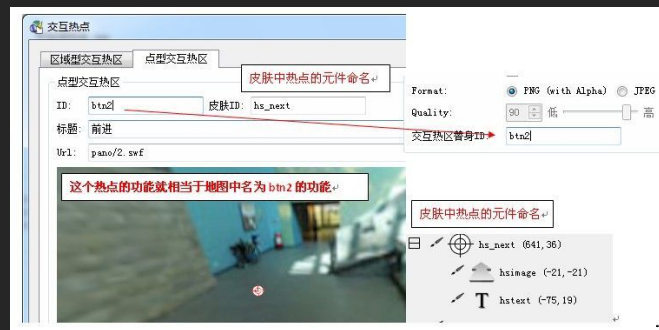 交互热点
区域型交互热区 点型交互热区
点型交互热区
皮肤中热点的元件命名
ID: btn2 皮肤ID: hs_next
标题: 前进
Url: pano/2.swf
这个热点的功能就相当于地图中名为 btn2 的功能
Format: PNG (with Alpha) JPEG
Quality: 90 低 高
交互热区替身ID: btn2
皮肤中热点的元件命名
hs_next (641,36)
hsimage (-21,-21)
T hstext (-75,19)